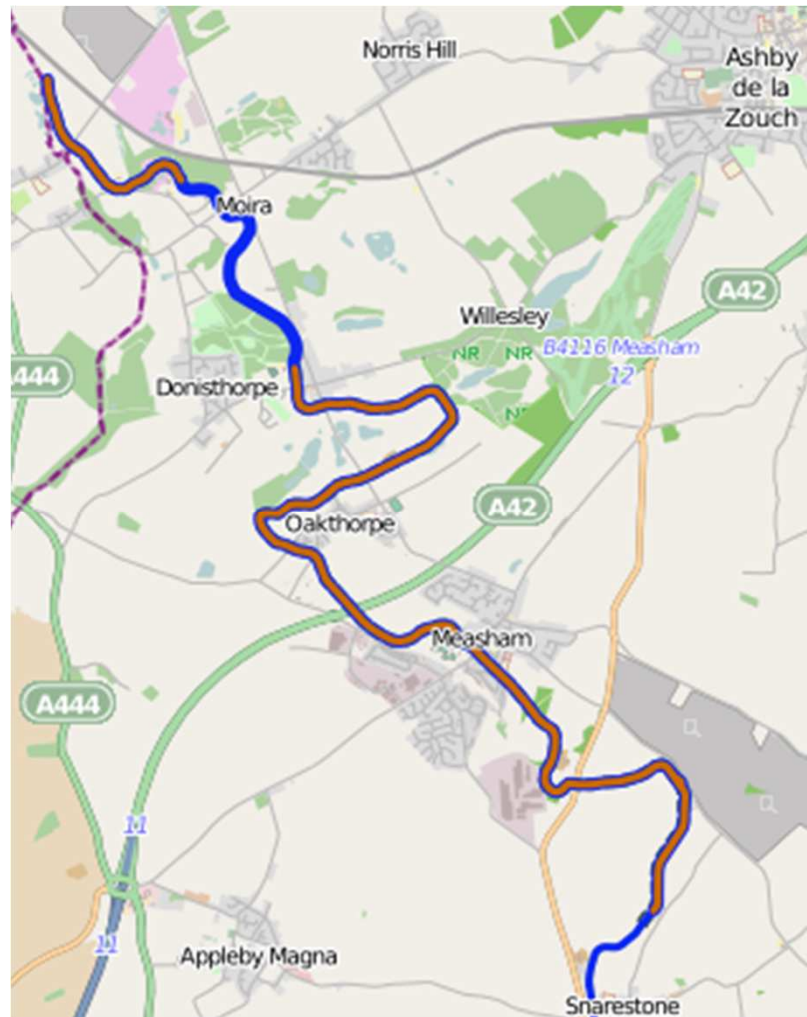 Norris Hill
Ashby
de la
Zouch
Moira
A42
Willesley
NR NR
B4116 Measham
12
444
Donisthorpe
A42
Oakthorpe
Measham
A444
11
11
Appleby Magna
Snarestone